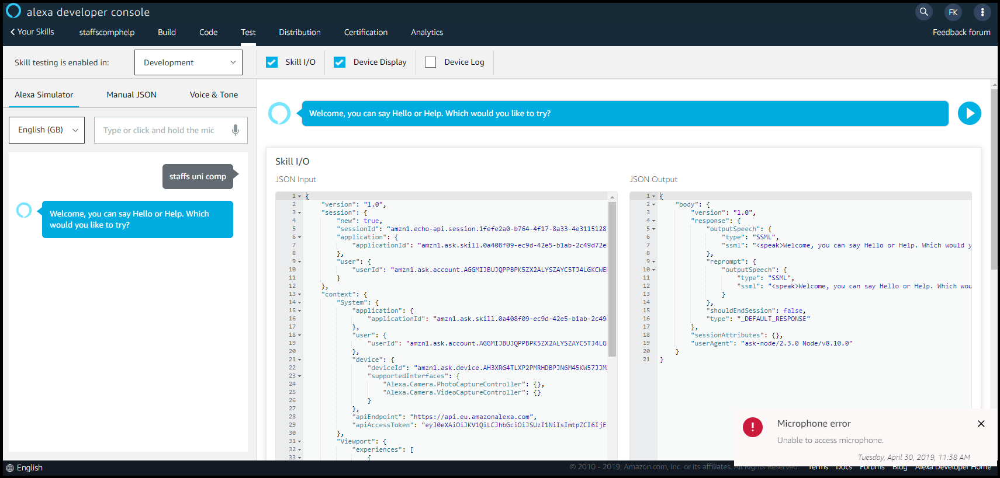 alexa developer console
FK
Your Skills
staffscomphelp
Build
Code
Test
Distribution
Certification
Analytics
Feedback forum
Skill testing is enabled in:
Development
Skill I/O
Device Display
Device Log
Alexa Simulator
Manual JSON
Voice & Tone
English (GB)
Type or click and hold the mic
staffs uni comp
Welcome, you can say Hello or Help. Which
would you like to try?
Welcome, you can say Hello or Help. Which would you like to try?
Skill I/O
JSON Input
1 {
2 "version": "1.0",
3 "session": {
4 "new": true,
5 "sessionId": "amzn1.echo-api.session.1fefe2a0-b764-4f17-8a33-4e3115128
6 "application": {
7 "applicationId": "amzn1.ask.skill.0a408f09-ec9d-42e5-b1ab-2c49d72e
8 },
9 "user": {
10 "userId": "amzn1.ask.account.AGGMIJBUJQPPBPK5ZX2ALYSZAYC5TJ4LGKCWE
11 }
12 },
13 "context": {
14 "System": {
15 "application": {
16 "applicationId": "amzn1.ask.skill.0a408f09-ec9d-42e5-b1ab-2c49
17 },
18 "user": {
19 "userId": "amzn1.ask.account.AGGMIJBUJQPPBPK5ZX2ALYSZAYC5TJ4LG
20 },
21 "device": {
22 "deviceId": "amzn1.ask.device.AH3XRG4TLXP2PMRHDBPJN6M45KW57JJM
23 "supportedInterfaces": {
24 "Alexa.Camera.PhotoCaptureController": {},
25 "Alexa.Camera.VideoCaptureController": {}
26 }
27 },
28 "apiEndpoint": "https://api.eu.amazonalexa.com",
29 "apiAccessToken": "eyJ0eXAiOiJKV1QiLCJhbGciOiJSUzI1NiIsImtpZCI6IjE
30 },
31 "Viewport": {
32 "experiences": [
33 {
JSON Output
1 {
2 "body": {
3 "version": "1.0",
4 "response": {
5 "outputSpeech": {
6 "type": "SSML",
7 "ssml": "<speak>Welcome, you can say Hello or Help. Which would y
8 },
9 "reprompt": {
10 "outputSpeech": {
11 "type": "SSML",
12 "ssml": "<speak>Welcome, you can say Hello or Help. Which wou
13 }
14 },
15 "shouldEndSession": false,
16 "type": "_DEFAULT_RESPONSE"
17 },
18 "sessionAttributes": {},
19 "userAgent": "ask-node/2.3.0 Node/v8.10.0"
20 }
21 }
Microphone error
Unable to access microphone.
Tuesday, April 30, 2019, 11:38 AM
English
© 2010 - 2019, Amazon.com, Inc. or its affiliates. All Rights Reserved.
Terms
Docs
Forums
Blog
Alexa Developer Home